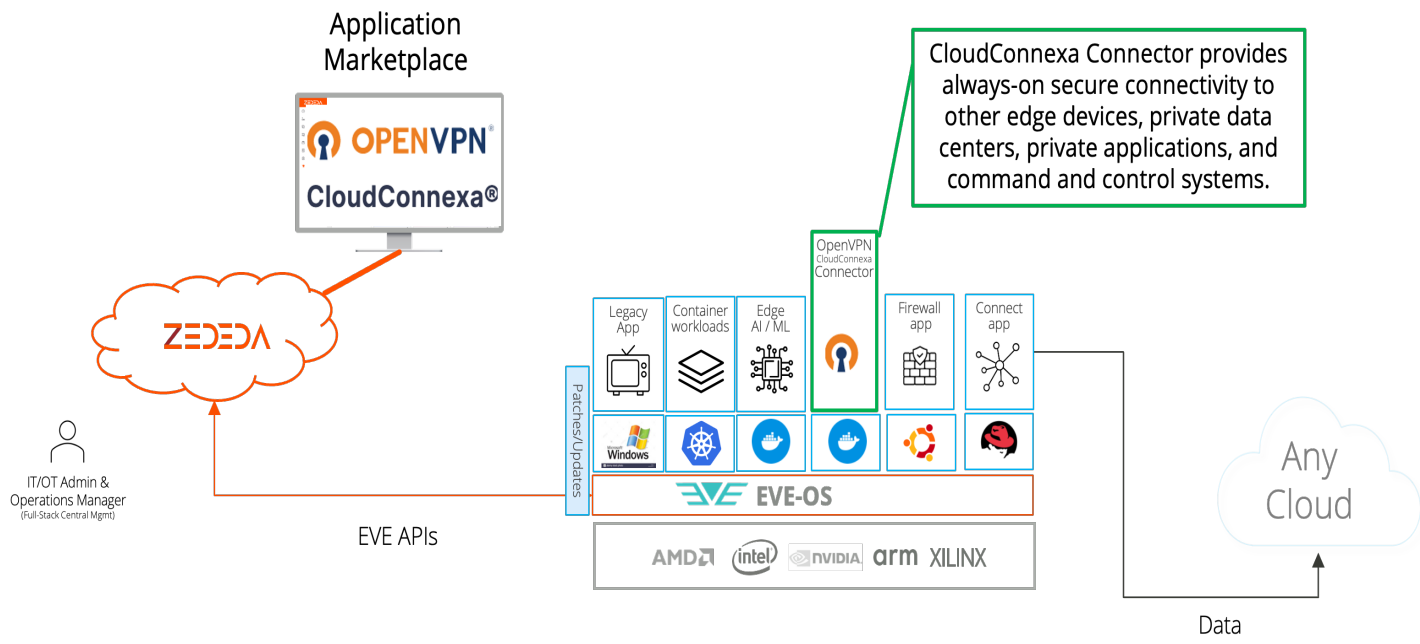 Application
Marketplace
ZEDEDA
OPENVPN®
CloudConnexa®
CloudConnexa Connector provides
always-on secure connectivity to
other edge devices, private data
centers, private applications, and
command and control systems.
ZEDEDA
OpenVPN
CloudConnexa
Connector
Legacy
App
Container
workloads
Edge
AI / ML
Firewall
app
Connect
app
Patches/Updates
Microsoft
Windows
EVE-OS
AMD
intel
NVIDIA
arm
XILINX
IT/OT Admin &
Operations Manager
(Full-Stack Central Mgmt)
EVE APIs
Any
Cloud
Data